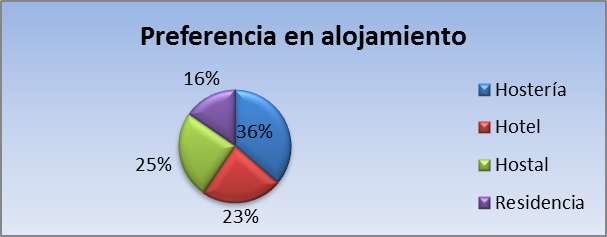 Preferencia en alojamiento
16%
36%
25%
23%
Hostería
Hotel
Hostal
Residencia